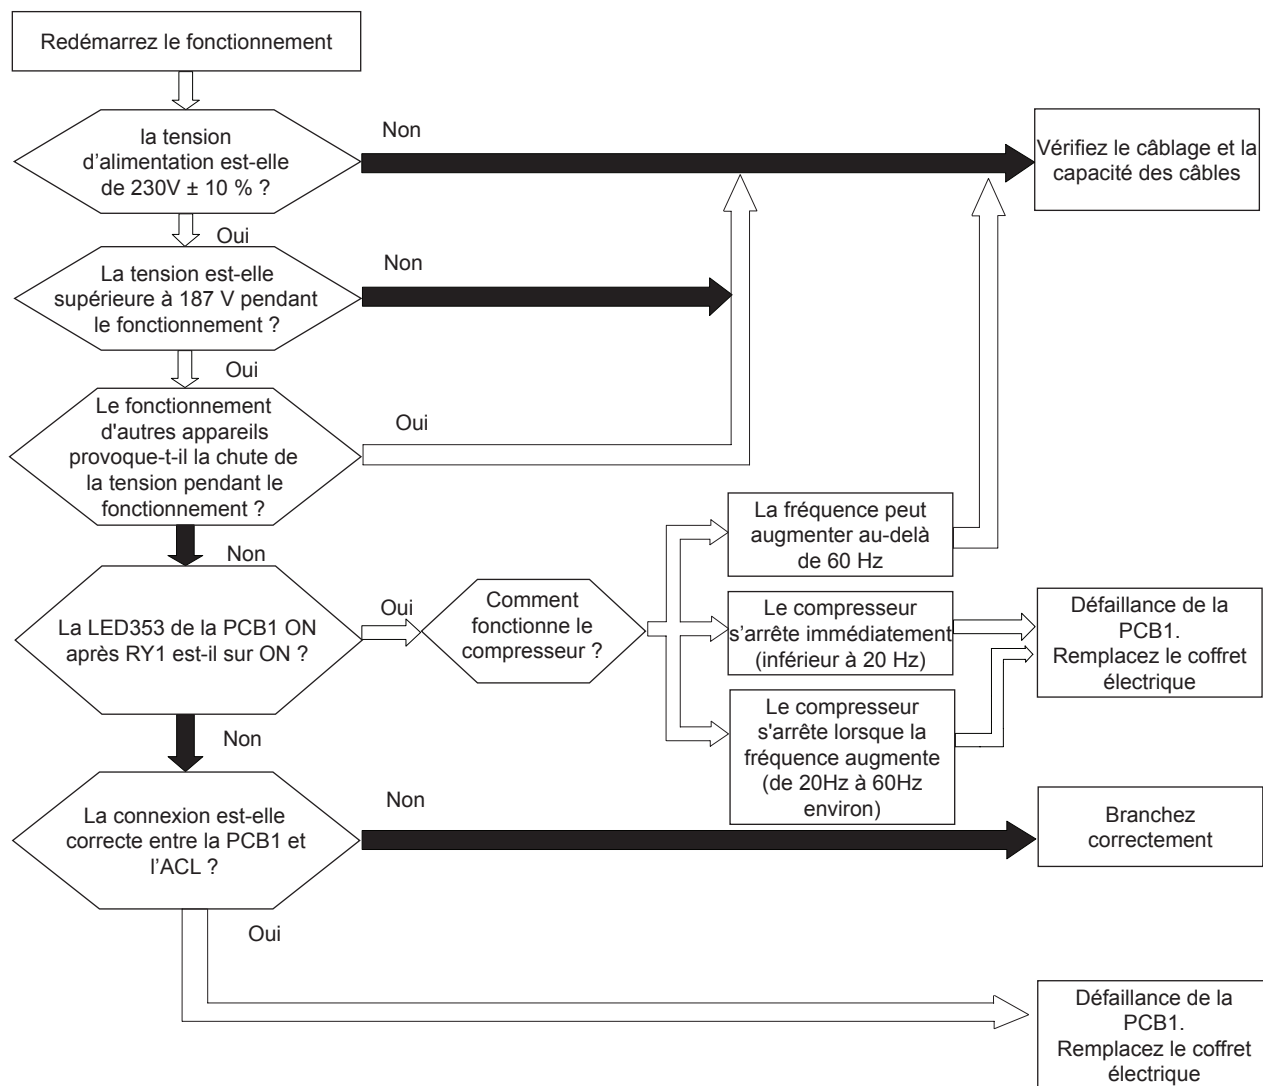 Redémarrez le fonctionnement
la tension
d'alimentation est-elle
de 230V ± 10 % ?
Non
Vérifiez le câblage et la
capacité des câbles
Oui
La tension est-elle
supérieure à 187 V pendant
le fonctionnement ?
Non
Oui
Le fonctionnement
d'autres appareils
provoque-t-il la chute de
la tension pendant le
fonctionnement ?
Oui
Non
La LED353 de la PCB1 ON
après RY1 est-il sur ON ?
Oui
Comment
fonctionne le
compresseur ?
La fréquence peut
augmenter au-delà
de 60 Hz
Le compresseur
s'arrête immédiatement
(inférieur à 20 Hz)
Le compresseur
s'arrête lorsque la
fréquence augmente
(de 20Hz à 60Hz
environ)
Défaillance de la
PCB1.
Remplacez le coffret
électrique
Non
La connexion est-elle
correcte entre la PCB1 et
l'ACL ?
Non
Branchez
correctement
Oui
Défaillance de la
PCB1.
Remplacez le coffret
électrique